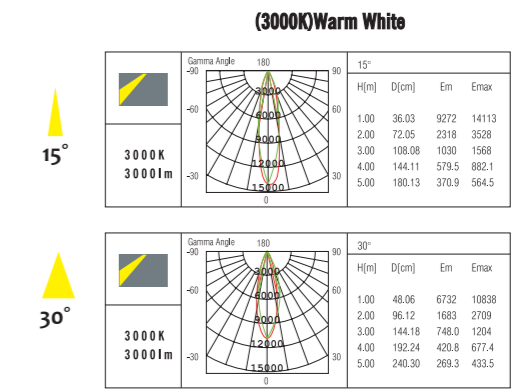 (3000K)Warm White
15°
Gamma Angle 180
-90 90
3000
-60 60
6000
9000
12000
-30 30
15000
0
3000K
3000lm
15°
H[m] D[cm] Em Emax
1.00 36.03 9272 14113
2.00 72.05 2318 3528
3.00 108.08 1030 1568
4.00 144.11 579.5 882.1
5.00 180.13 370.9 564.5
30°
Gamma Angle 180
-90 90
3000
-60 60
6000
9000
12000
-30 30
15000
0
3000K
3000lm
30°
H[m] D[cm] Em Emax
1.00 48.06 6732 10838
2.00 96.12 1683 2709
3.00 144.18 748.0 1204
4.00 192.24 420.8 677.4
5.00 240.30 269.3 433.5